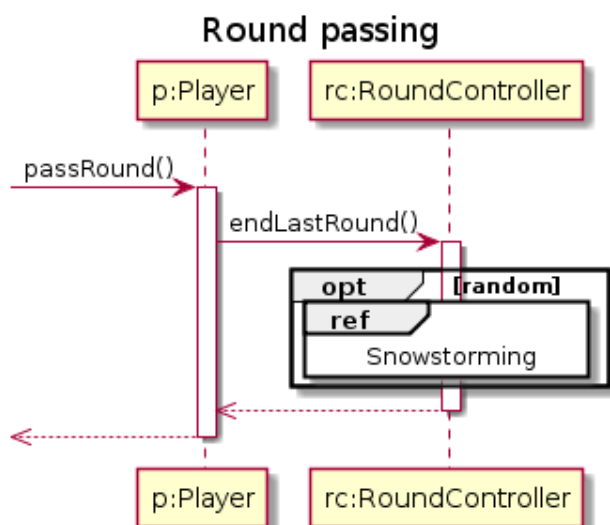 Round passing
p:Player
rc:RoundController
passRound()
endLastRound()
opt
[random]
ref
Snowstorming
p:Player
rc:RoundController